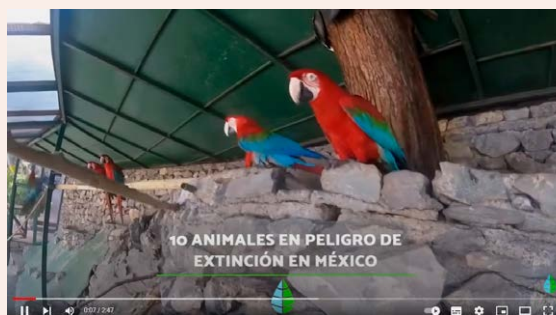 10 ANIMALES EN PELIGRO DE
EXTINCIÓN EN MÉXICO
0:07 / 2:47